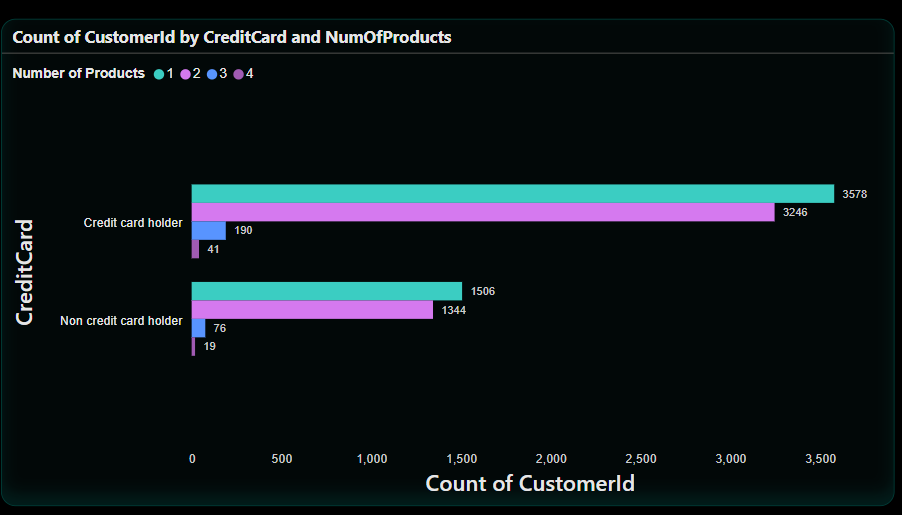 Count of CustomerId by CreditCard and NumOfProducts
Number of Products 1 2 3 4
CreditCard
Credit card holder
3578
3246
190
41
Non credit card holder
1506
1344
76
19
0 500 1,000 1,500 2,000 2,500 3,000 3,500
Count of CustomerId